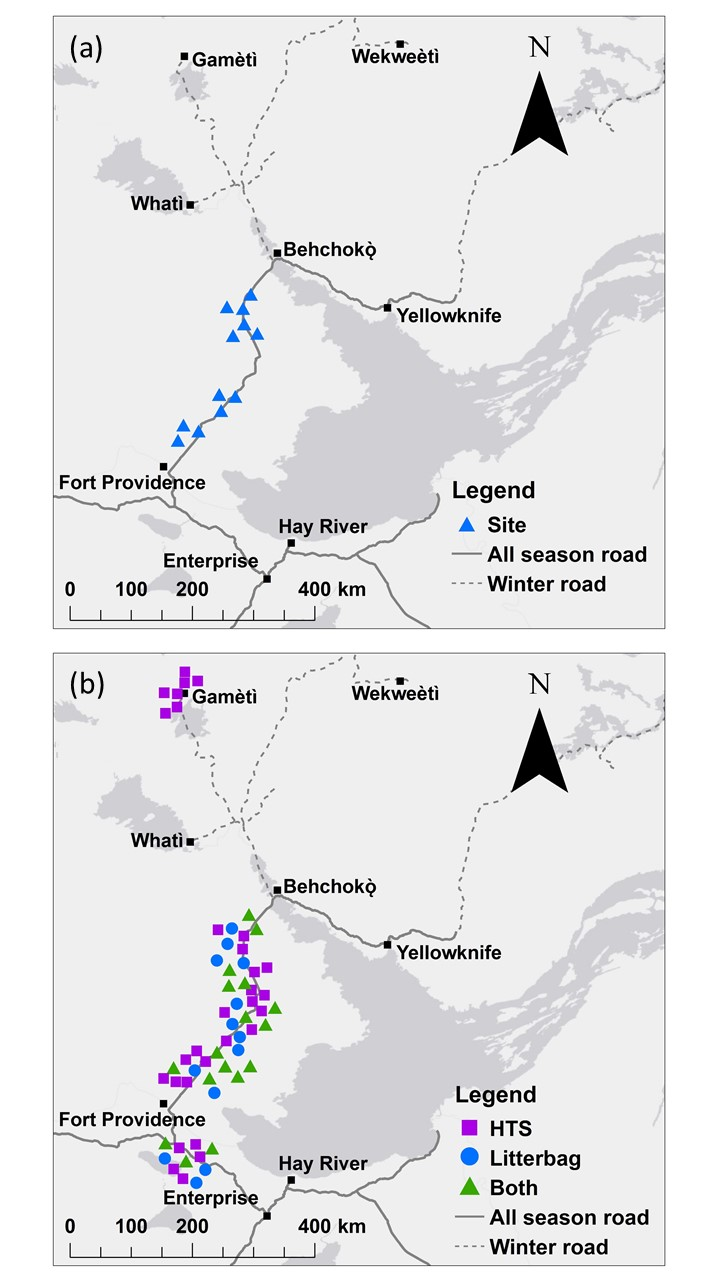 (a)
N
Gamètì
Wekweètì
Whatì
Behchokǫ̀
Yellowknife
Fort Providence
Hay River
Enterprise
Legend
Site
All season road
Winter road
0 100 200 400 km
(b)
N
Gamètì
Wekweètì
Whatì
Behchokǫ̀
Yellowknife
Fort Providence
Hay River
Enterprise
Legend
HTS
Litterbag
Both
All season road
Winter road
0 100 200 400 km